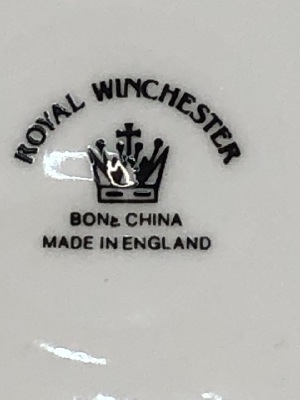 ROYAL WINCHESTER
BONE CHINA
MADE IN ENGLAND